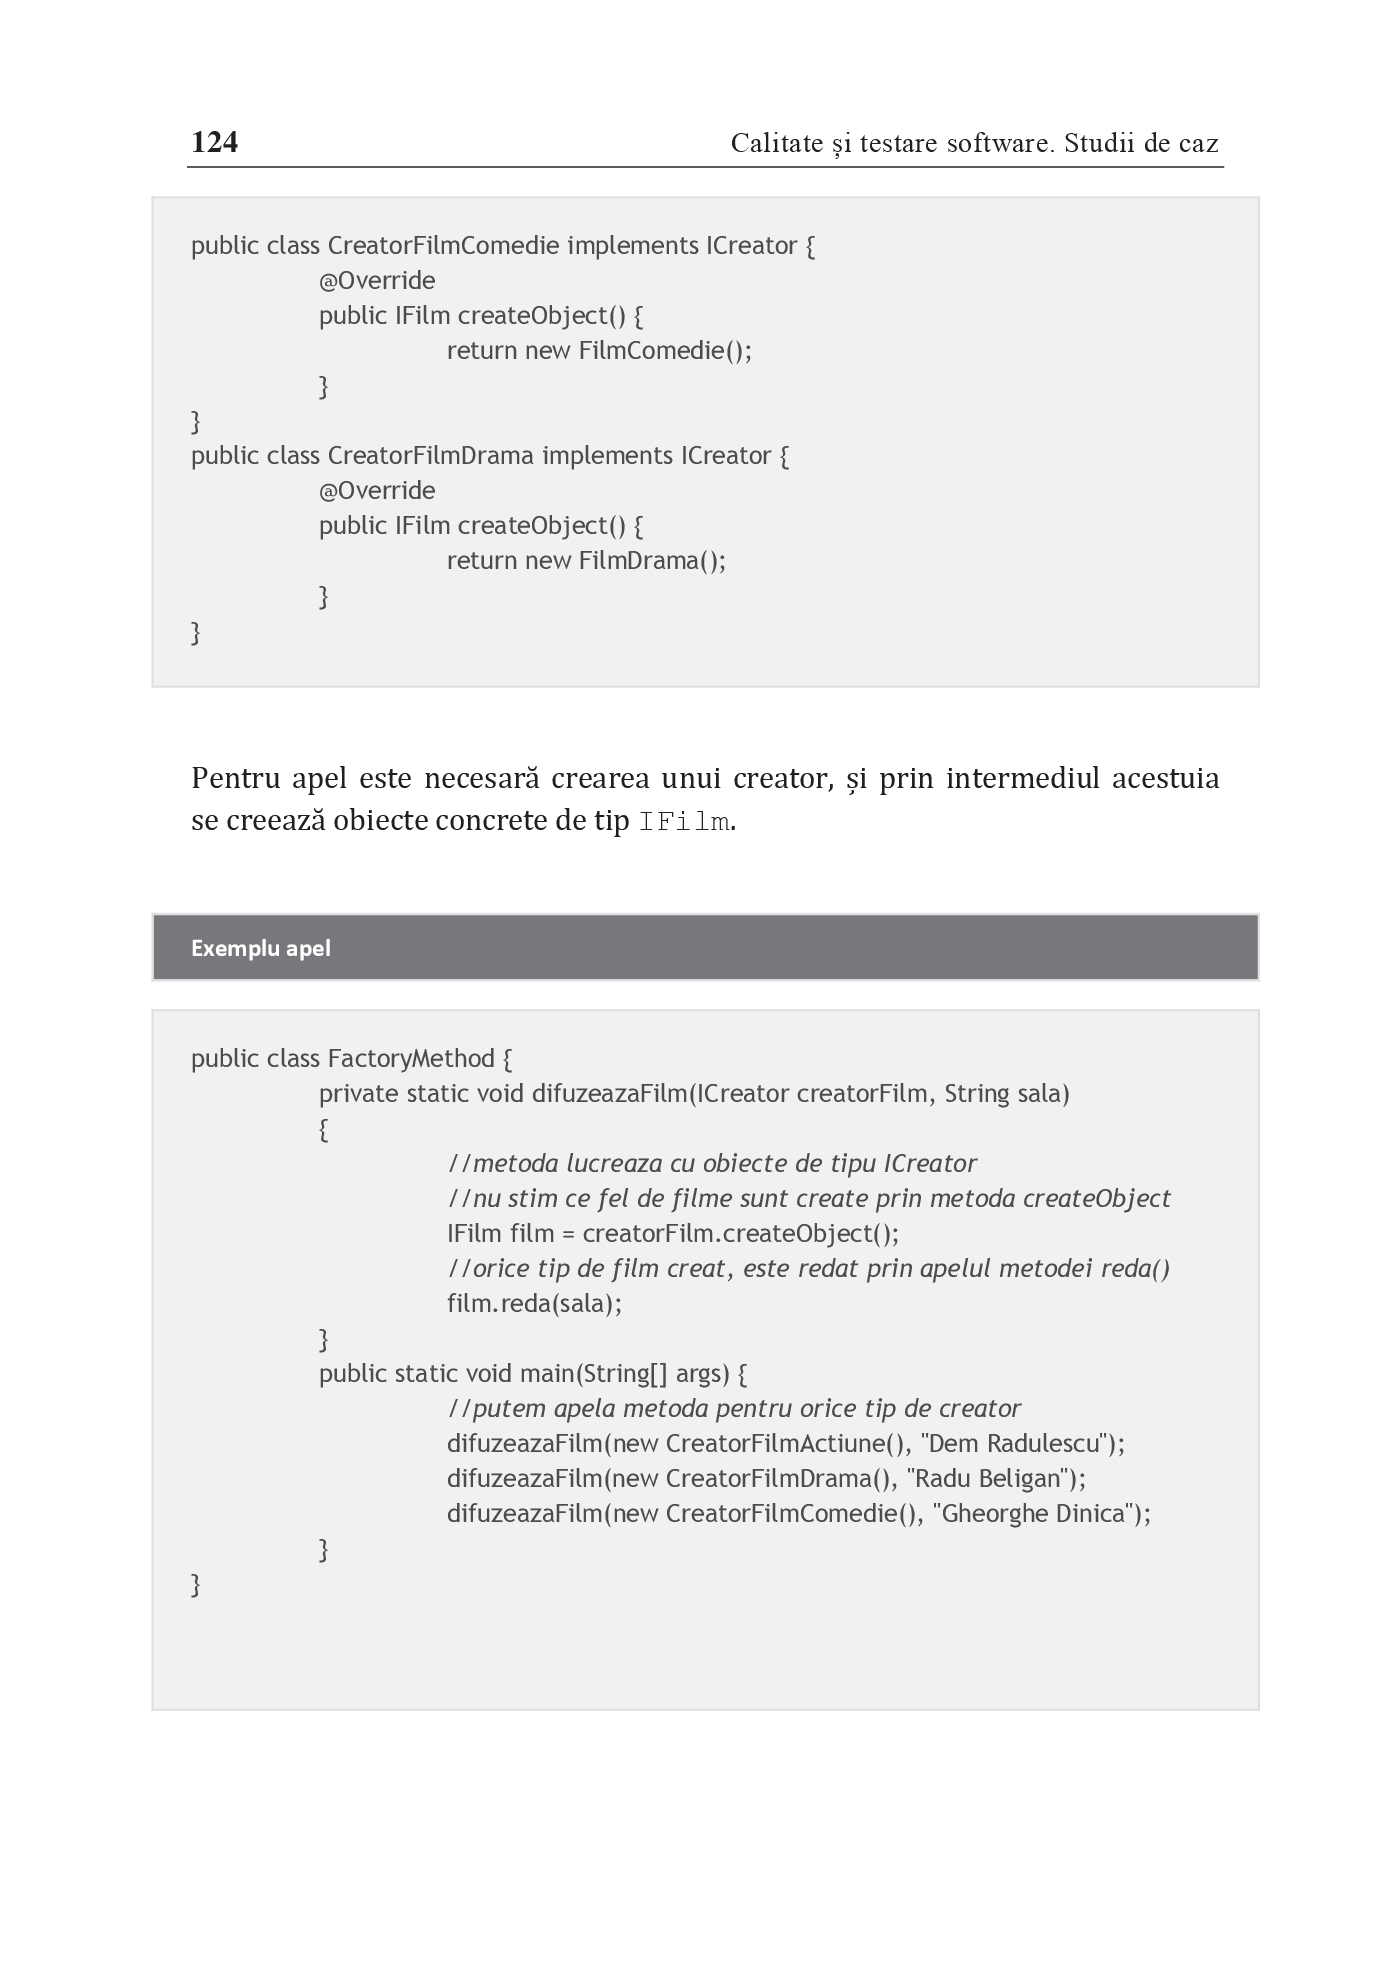 124 Calitate și testare software. Studii de caz
public class CreatorFilmComedie implements ICreator {
@Override
public IFilm createObject() {
return new FilmComedie();
}
}
public class CreatorFilmDrama implements ICreator {
@Override
public IFilm createObject() {
return new FilmDrama();
}
}
Pentru apel este necesară crearea unui creator, și prin intermediul acestuia
se creează obiecte concrete de tip IFilm.
Exemplu apel
public class FactoryMethod {
private static void difuzeazaFilm(ICreator creatorFilm, String sala)
{
//metoda lucreaza cu obiecte de tipu ICreator
//nu stim ce fel de filme sunt create prin metoda createObject
IFilm film = creatorFilm.createObject();
//orice tip de film creat, este redat prin apelul metodei reda()
film.reda(sala);
}
public static void main(String[] args) {
//putem apela metoda pentru orice tip de creator
difuzeazaFilm(new CreatorFilmActiune(), "Dem Radulescu");
difuzeazaFilm(new CreatorFilmDrama(), "Radu Beligan");
difuzeazaFilm(new CreatorFilmComedie(), "Gheorghe Dinica");
}
}